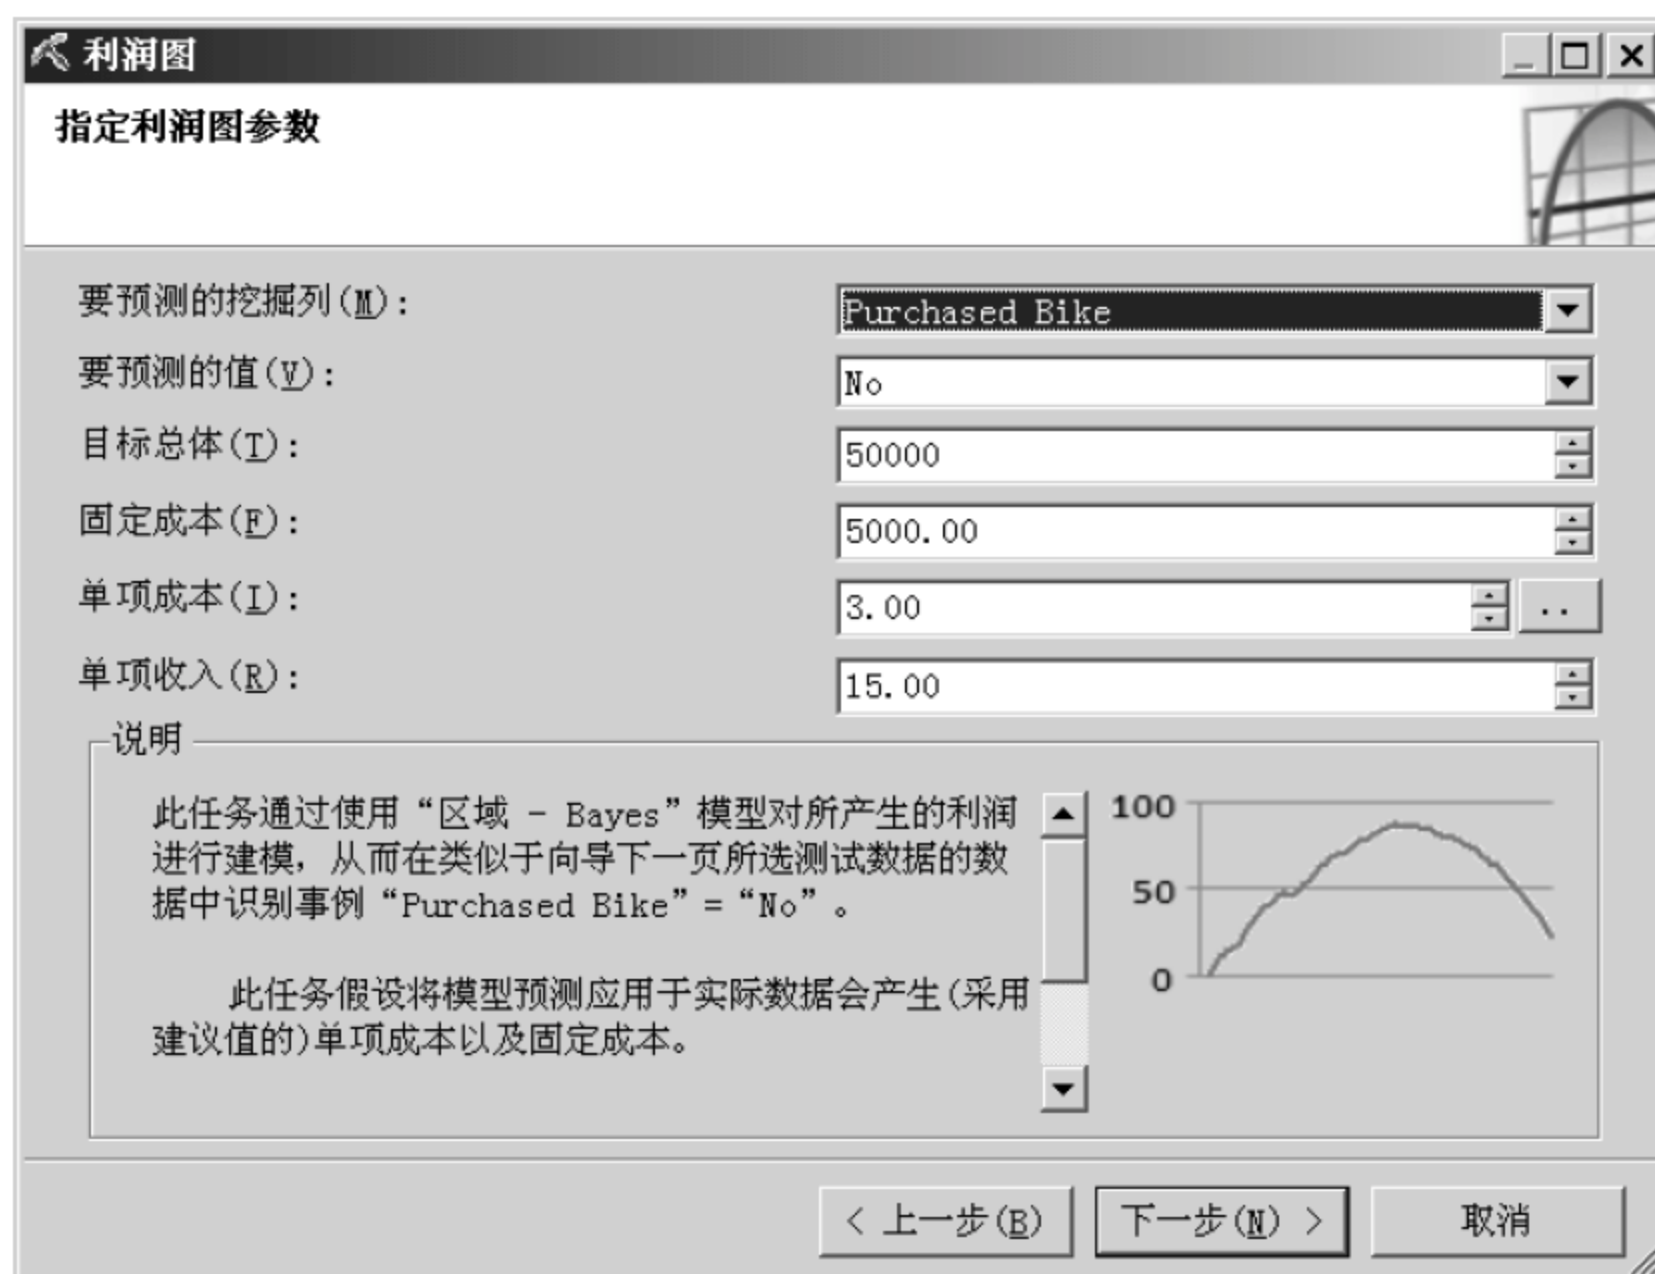 利润图
指定利润图参数
要预测的挖掘列(M):
Purchased Bike
要预测的值(V):
No
目标总体(T):
50000
固定成本(F):
5000.00
单项成本(I):
3.00
..
单项收入(R):
15.00
说明
此任务通过使用“区域 - Bayes”模型对所产生的利润
进行建模，从而在类似于向导下一页所选测试数据的数
据中识别事例“Purchased Bike”=“No”。
此任务假设将模型预测应用于实际数据会产生(采用
建议值的)单项成本以及固定成本。
100
50
0
< 上一步(B)
下一步(N) >
取消